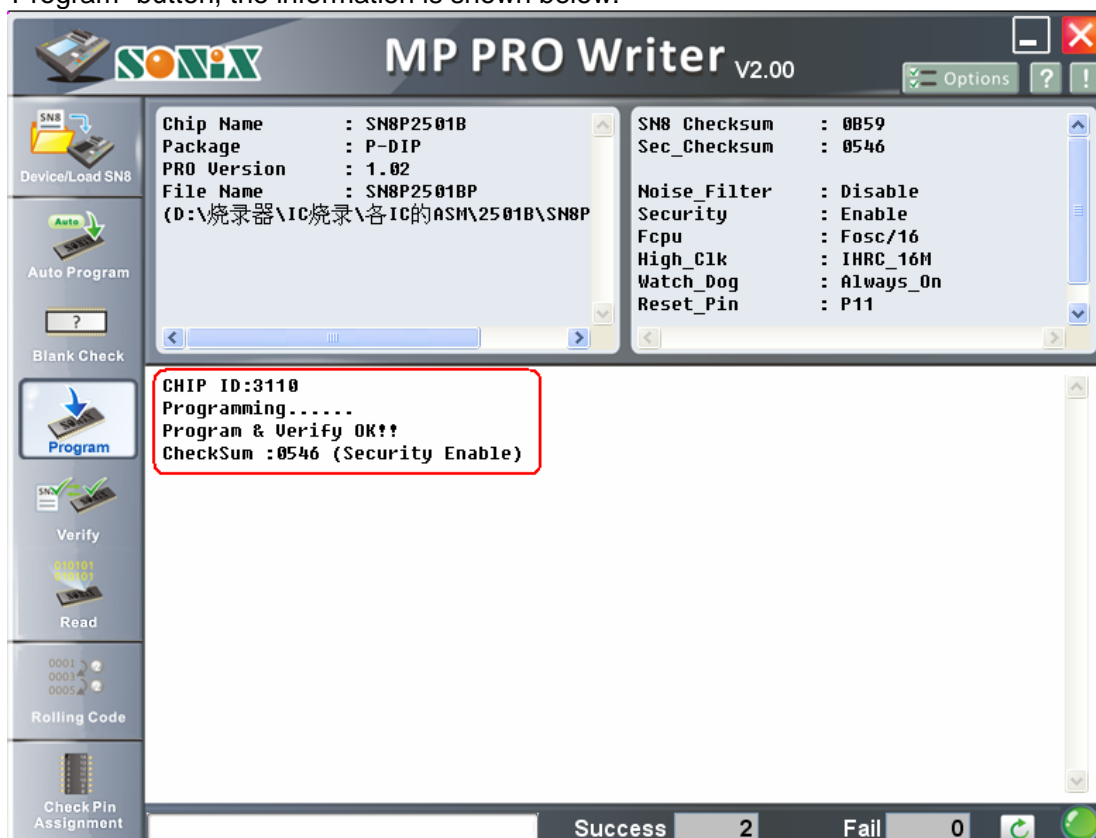 "Program" button, the information is shown below.
SONiX
MP PRO Writer V2.00
Options
?
!
SN8
Device/Load SN8
Auto
Auto Program
?
Blank Check
Program
Verify
010101
010101
Read
0001
0003
0005
Rolling Code
Check Pin
Assignment
Chip Name : SN8P2501B
Package : P-DIP
PRO Version : 1.02
File Name : SN8P2501BP
(D:\烧录器\IC烧录\各IC的ASM\2501B\SN8P
SN8 Checksum : 0B59
Sec_Checksum : 0546
Noise_Filter : Disable
Security : Enable
Fcpu : Fosc/16
High_Clk : IHRC_16M
Watch_Dog : Always_On
Reset_Pin : P11
CHIP ID:3110
Programming......
Program & Verify OK!!
CheckSum :0546 (Security Enable)
Success 2 Fail 0